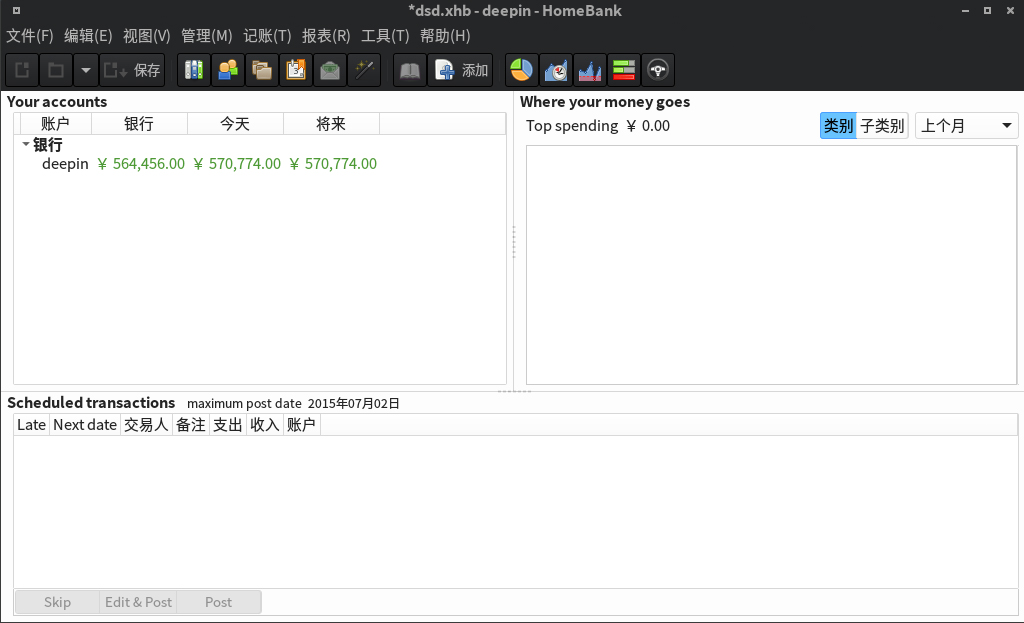 *dsd.xhb - deepin - HomeBank
文件(F) 编辑(E) 视图(V) 管理(M) 记账(T) 报表(R) 工具(T) 帮助(H)
保存 添加
Your accounts
账户 银行 今天 将来
银行
deepin ￥ 564,456.00 ￥ 570,774.00 ￥ 570,774.00
Where your money goes
Top spending ￥ 0.00 类别 子类别 上个月
Scheduled transactions maximum post date 2015年07月02日
Late Next date 交易人 备注 支出 收入 账户
Skip Edit & Post Post